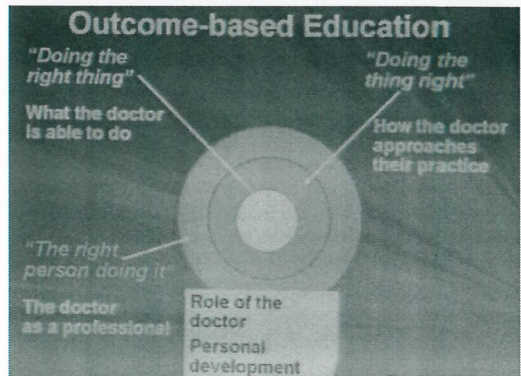 Outcome-based Education
"Doing the
right thing"
What the doctor
is able to do
"Doing the
thing right"
How the doctor
approaches
their practice
"The right
person doing it"
The doctor
as a professional
Role of the
doctor
Personal
development